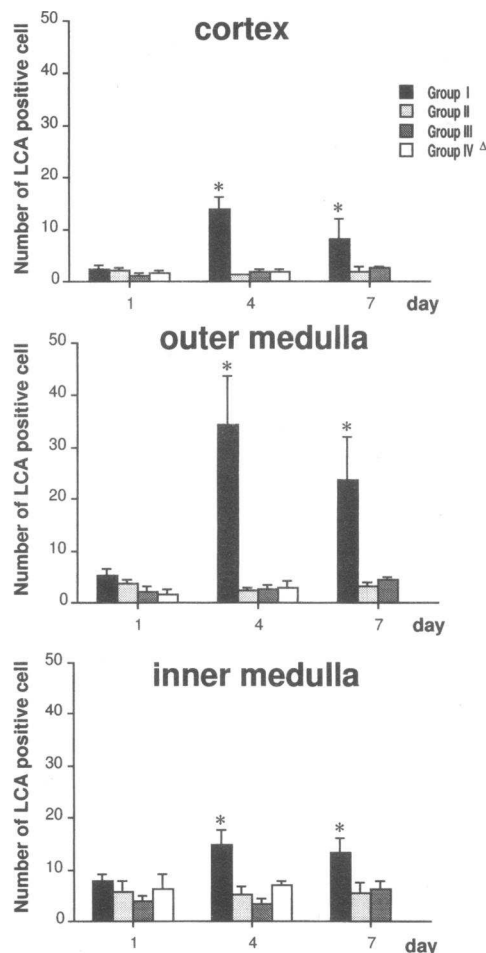 cortex
Number of LCA positive cell
50
40
30
20
10
0
Group I
Group II
Group III
Group IV Δ
*
*
1
4
7
day
outer medulla
Number of LCA positive cell
50
40
30
20
10
0
*
*
1
4
7
day
inner medulla
Number of LCA positive cell
50
40
30
20
10
0
*
*
1
4
7
day